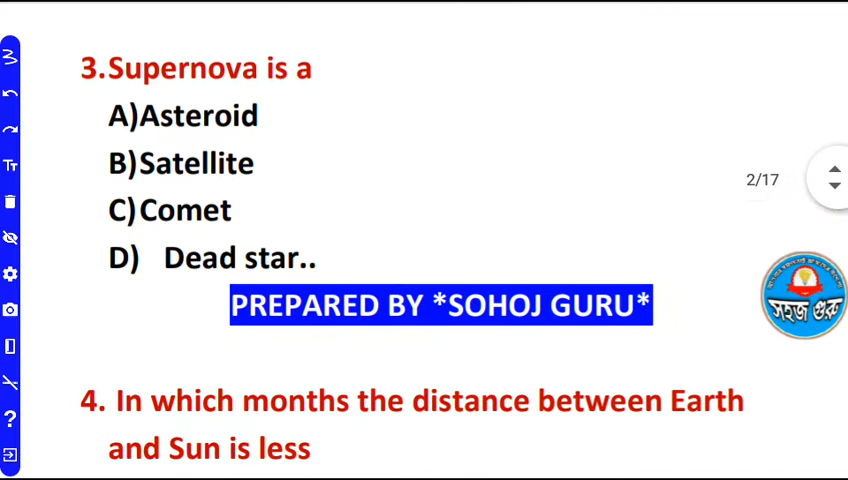 3.Supernova is a
A)Asteroid
B)Satellite
C)Comet
D) Dead star..
2/17
PREPARED BY *SOHOJ GURU*
সহজ গুরু
4. In which months the distance between Earth
and Sun is less